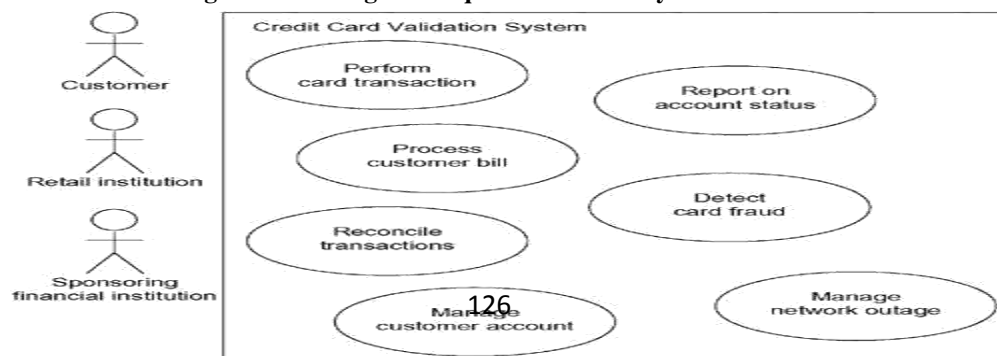 Credit Card Validation System
Customer
Perform
card transaction
Report on
account status
Retail institution
Process
customer bill
Detect
card fraud
Sponsoring
financial institution
Reconcile
transactions
126
Manage
customer account
Manage
network outage